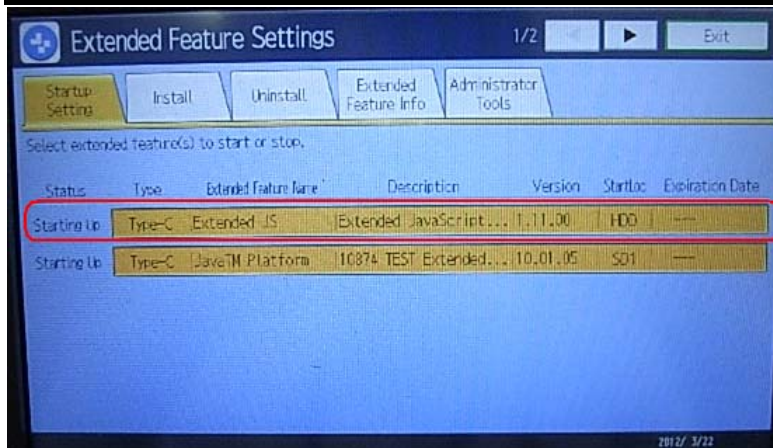 Extended Feature Settings 1/2 ▶ Exit
Startup Setting Install Uninstall Extended Feature Info Administrator Tools
Select extended feature(s) to start or stop.
Status Type Extended Feature Name Description Version StartLoc Expiration Date
Starting Up Type-C Extended JS Extended JavaScript... 1.11.00 HDD ---
Starting Up Type-C JavaTM Platform 10874 TEST Extended... 10.01.05 SD1 ---
2012/ 3/22